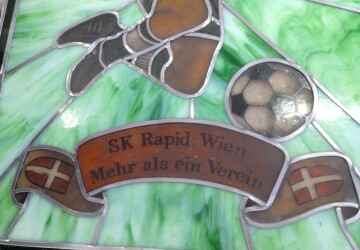 SK Rapid Wien
Mehr als ein Verein